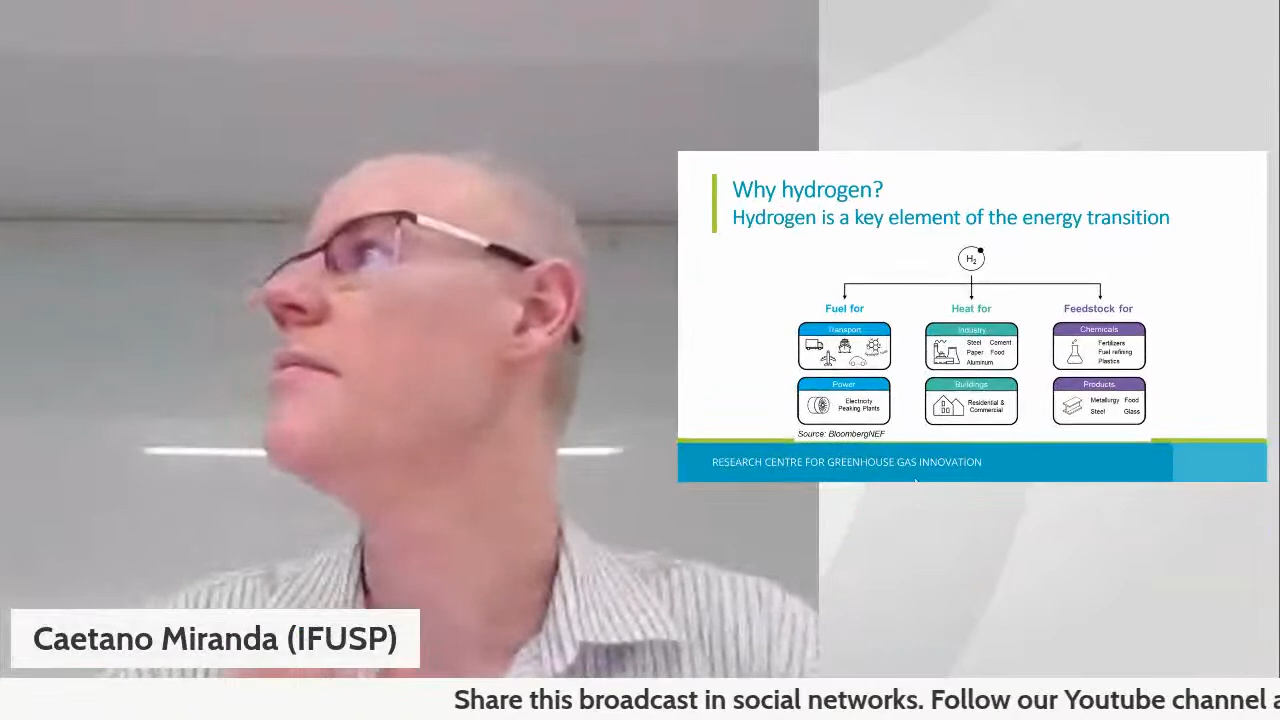 Why hydrogen?
Hydrogen is a key element of the energy transition
H2
Fuel for
Heat for
Feedstock for
Transport
Industry
Chemicals
Steel Cement
Paper Food
Aluminum
Fertilizers
Fuel refining
Plastics
Power
Buildings
Products
Electricity
Peaking Plants
Residential &
Commercial
Metallurgy Food
Steel Glass
Source: BloombergNEF
RESEARCH CENTRE FOR GREENHOUSE GAS INNOVATION
Caetano Miranda (IFUSP)
Share this broadcast in social networks. Follow our Youtube channel a